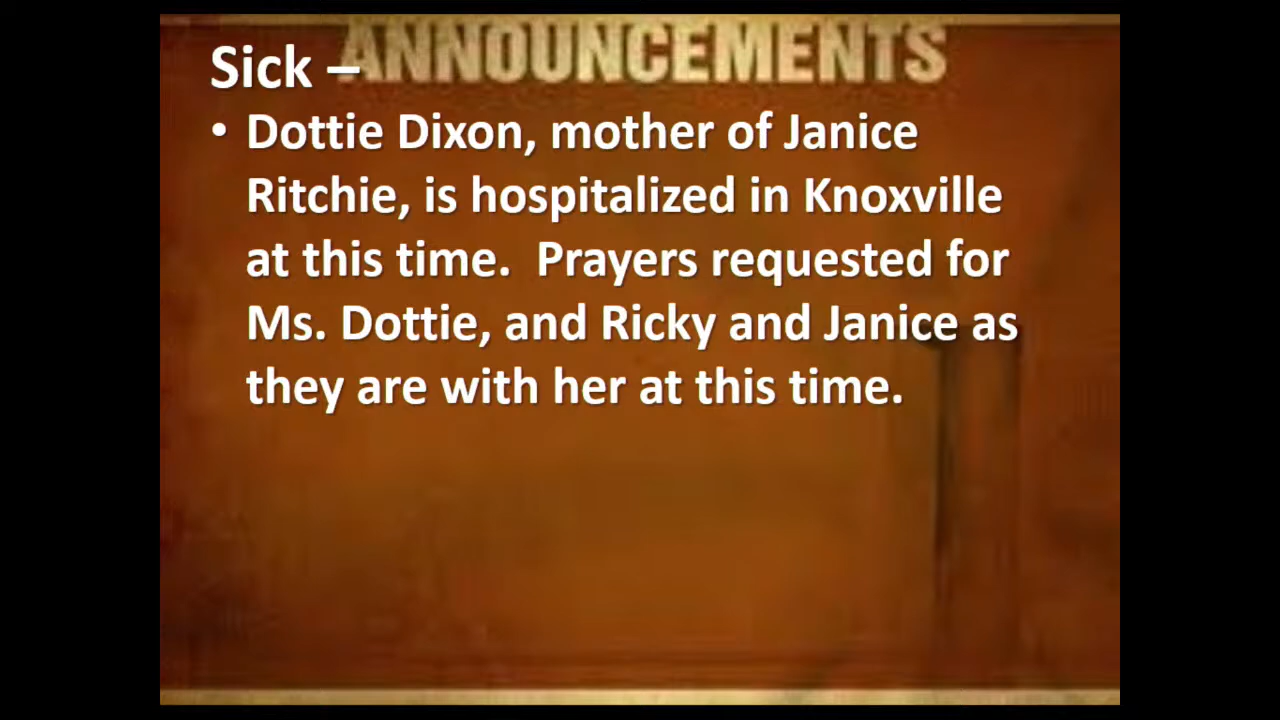 ANNOUNCEMENTS
Sick –
• Dottie Dixon, mother of Janice
Ritchie, is hospitalized in Knoxville
at this time.  Prayers requested for
Ms. Dottie, and Ricky and Janice as
they are with her at this time.